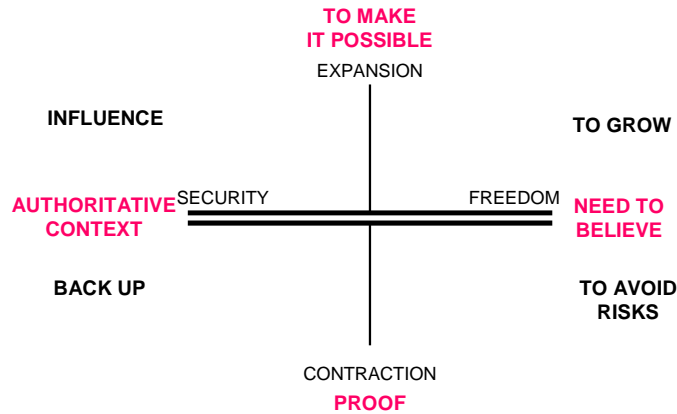 TO MAKE
IT POSSIBLE
EXPANSION
INFLUENCE
TO GROW
SECURITY
FREEDOM
AUTHORITATIVE
CONTEXT
NEED TO
BELIEVE
BACK UP
TO AVOID
RISKS
CONTRACTION
PROOF